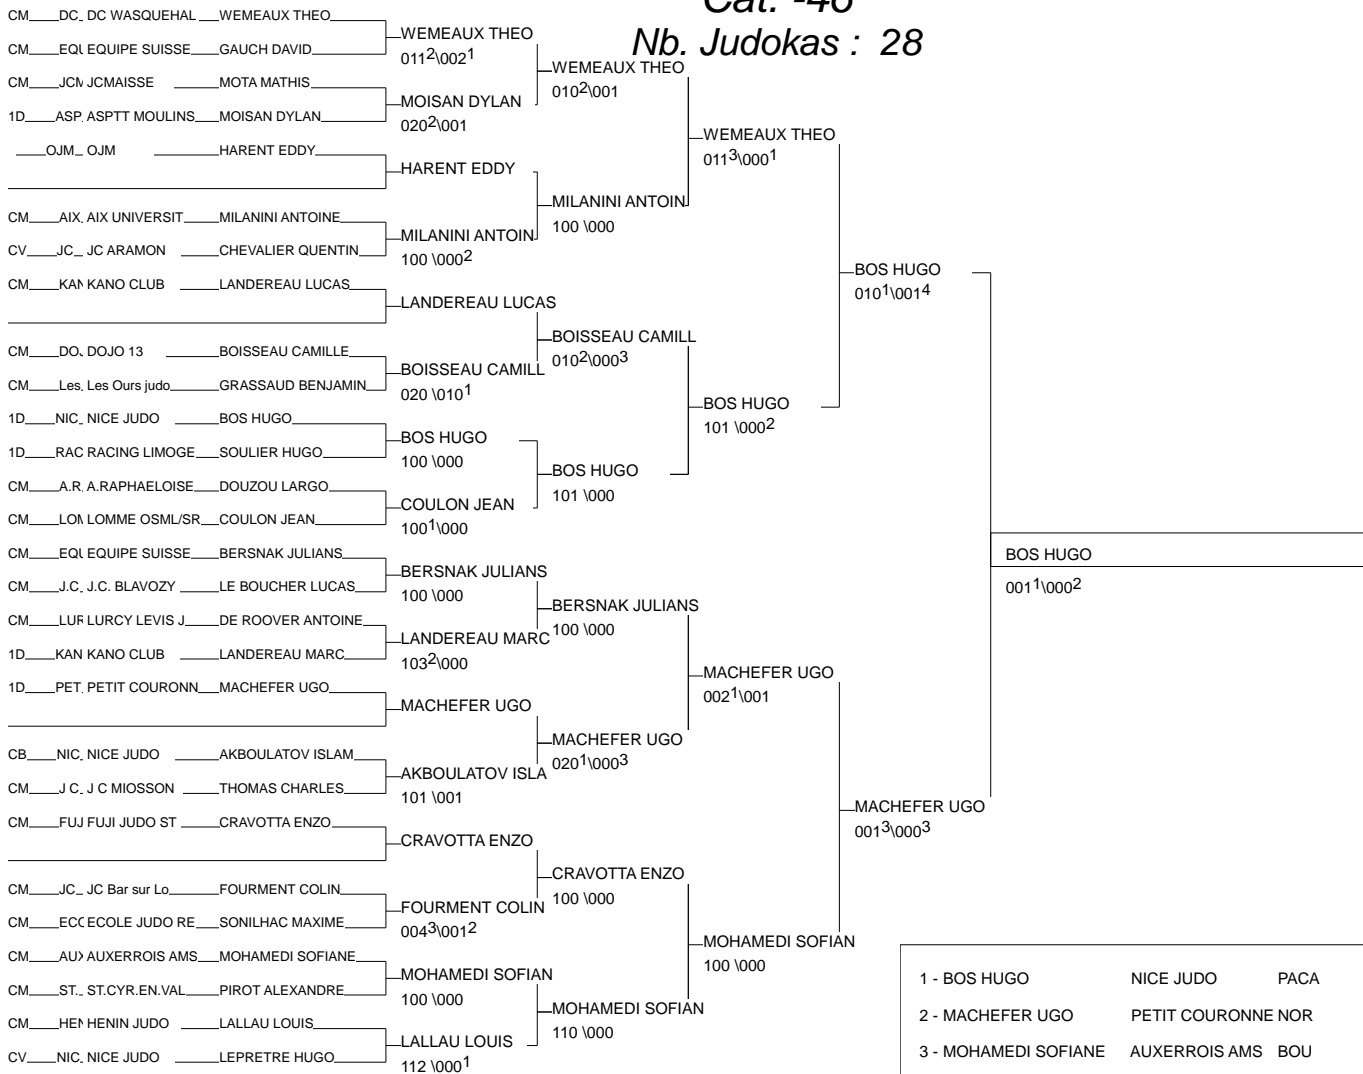 Cat. -46
Nb. Judokas : 28
CM DC_ DC WASQUEHAL WEMEAUX THEO
CM EQU EQUIPE SUISSE GAUCH DAVID
CM JCM JCMAISSE MOTA MATHIS
1D ASP ASPTT MOULINS MOISAN DYLAN
OJM_ OJM HARENT EDDY
CM AIX AIX UNIVERSIT MILANINI ANTOINE
CV JC_ JC ARAMON CHEVALIER QUENTIN
CM KAN KANO CLUB LANDEREAU LUCAS
CM DOJ DOJO 13 BOISSEAU CAMILLE
CM Les Les Ours judo GRASSAUD BENJAMIN
1D NIC NICE JUDO BOS HUGO
1D RAC RACING LIMOGE SOULIER HUGO
CM A.R A.RAPHAELOISE DOUZOU LARGO
CM LOM LOMME OSML/SR COULON JEAN
CM EQU EQUIPE SUISSE BERSNAK JULIANS
CM J.C. J.C. BLAVOZY LE BOUCHER LUCAS
CM LUR LURCY LEVIS J DE ROOVER ANTOINE
1D KAN KANO CLUB LANDEREAU MARC
1D PET PETIT COURONN MACHEFER UGO
CB NIC NICE JUDO AKBOULATOV ISLAM
CM J C J C MIOSSON THOMAS CHARLES
CM FUJ FUJI JUDO ST CRAVOTTA ENZO
CM JC_ JC Bar sur Lo FOURMENT COLIN
CM ECO ECOLE JUDO RE SONILHAC MAXIME
CM AUX AUXERROIS AMS MOHAMEDI SOFIANE
CM ST. ST.CYR.EN.VAL PIROT ALEXANDRE
CM HEN HENIN JUDO LALLAU LOUIS
CV NIC NICE JUDO LEPRETRE HUGO
WEMEAUX THEO
011²\002¹
MOISAN DYLAN
020²\001
HARENT EDDY
MILANINI ANTOIN
100 \000²
LANDEREAU LUCAS
BOISSEAU CAMILL
020 \010¹
BOS HUGO
100 \000
COULON JEAN
100¹\000
BERSNAK JULIANS
100 \000
LANDEREAU MARC
103²\000
MACHEFER UGO
AKBOULATOV ISLA
101 \001
CRAVOTTA ENZO
FOURMENT COLIN
004³\001²
MOHAMEDI SOFIAN
100 \000
LALLAU LOUIS
112 \000¹
WEMEAUX THEO
010²\001
MILANINI ANTOIN
100 \000
BOISSEAU CAMILL
010²\000³
BOS HUGO
101 \000
BERSNAK JULIANS
100 \000
MACHEFER UGO
020¹\000³
CRAVOTTA ENZO
100 \000
MOHAMEDI SOFIAN
110 \000
WEMEAUX THEO
011³\000¹
BOS HUGO
101 \000²
MACHEFER UGO
002¹\001
MOHAMEDI SOFIAN
100 \000
BOS HUGO
010¹\001⁴
MACHEFER UGO
001³\000³
BOS HUGO
001¹\000²
1 - BOS HUGO NICE JUDO PACA
2 - MACHEFER UGO PETIT COURONNE NOR
3 - MOHAMEDI SOFIANE AUXERROIS AMS BOU